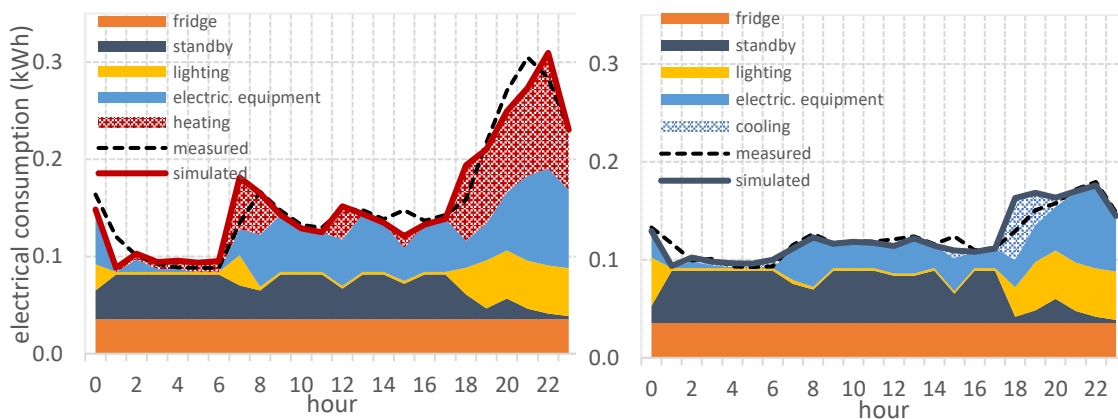 electrical consumption (kWh)
0.3
0.2
0.1
0.0
fridge
standby
lighting
electric. equipment
heating
measured
simulated
0 2 4 6 8 10 12 14 16 18 20 22
hour
0.3
0.2
0.1
0.0
fridge
standby
lighting
electric. equipment
cooling
measured
simulated
0 2 4 6 8 10 12 14 16 18 20 22
hour